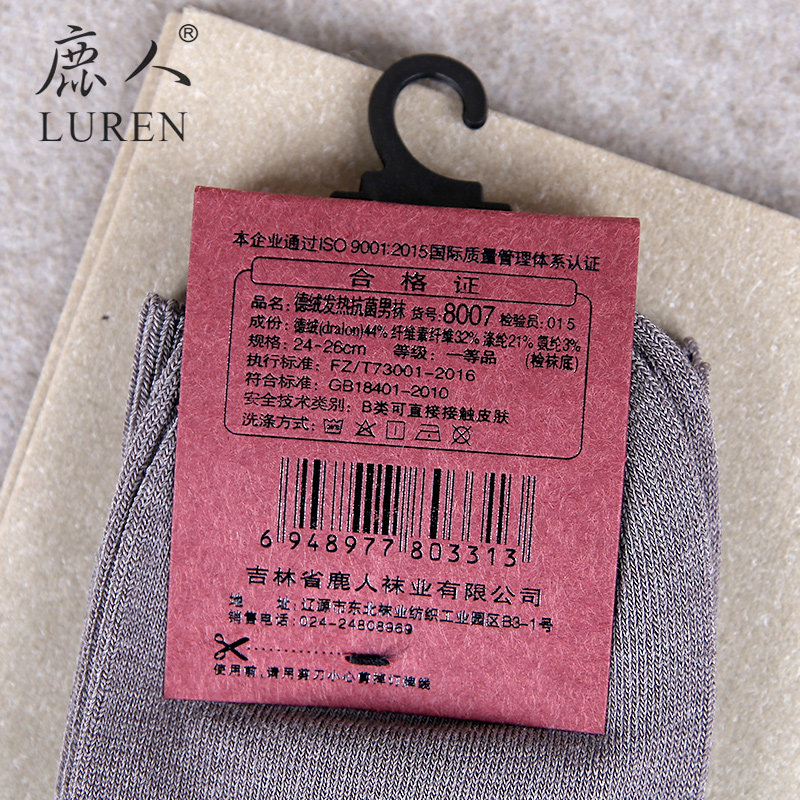 鹿人®
LUREN
本企业通过ISO 9001:2015国际质量管理体系认证
合格证
品名: 德绒发热抗菌男袜 货号: 8007 检验员: 015
成份: 德绒(dralon)44% 纤维素纤维32% 涤纶21% 氨纶3%
规格: 24-26cm 等级: 一等品 (检袜底)
执行标准: FZ/T73001-2016
符合标准: GB18401-2010
安全技术类别: B类可直接接触皮肤
洗涤方式:
6 948977 803313
吉林省鹿人袜业有限公司
地 址: 辽源市东北袜业纺织工业园区B3-1号
销售电话: 024-24808969
使用前,请用剪刀小心剪掉订棉线